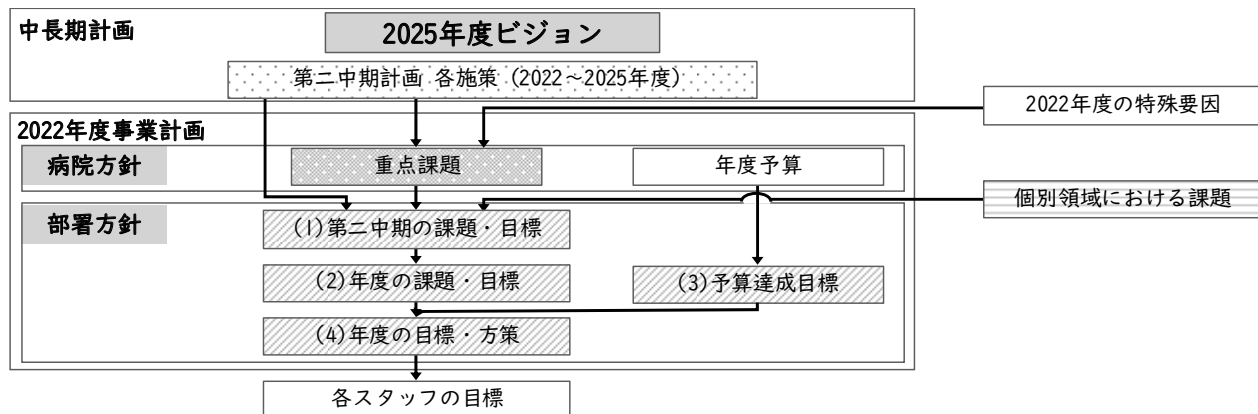 中長期計画
2025年度ビジョン
第二中期計画 各施策 (2022～2025年度)
2022年度の特殊要因
2022年度事業計画
病院方針
重点課題
年度予算
個別領域における課題
部署方針
(1)第二中期の課題・目標
(2)年度の課題・目標
(3)予算達成目標
(4)年度の目標・方策
各スタッフの目標